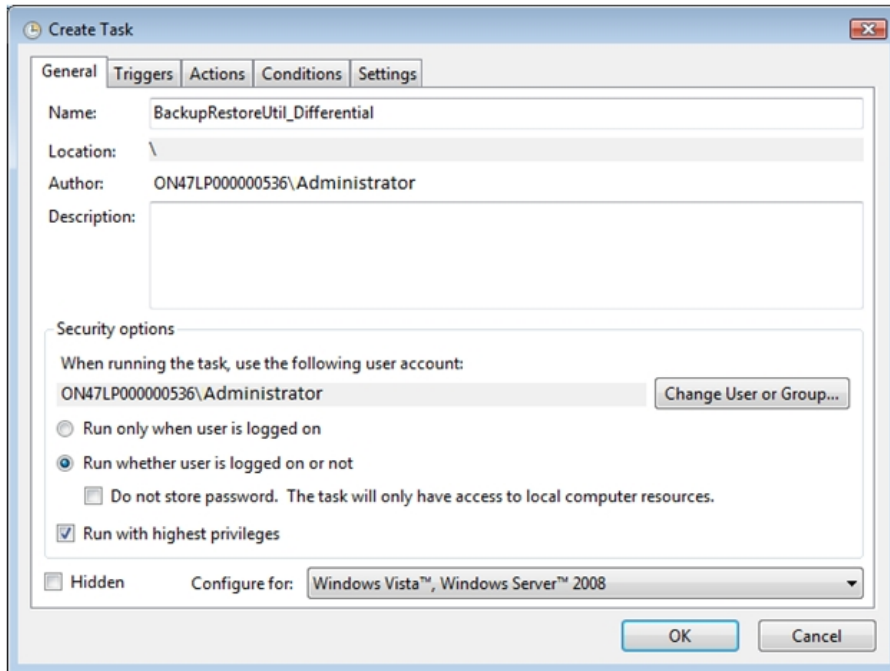 Create Task
General Triggers Actions Conditions Settings
Name: BackupRestoreUtil_Differential
Location: \
Author: ON47LP000000536\Administrator
Description:
Security options
When running the task, use the following user account:
ON47LP000000536\Administrator Change User or Group...
Run only when user is logged on
Run whether user is logged on or not
Do not store password. The task will only have access to local computer resources.
Run with highest privileges
Hidden Configure for: Windows Vista™, Windows Server™ 2008
OK Cancel